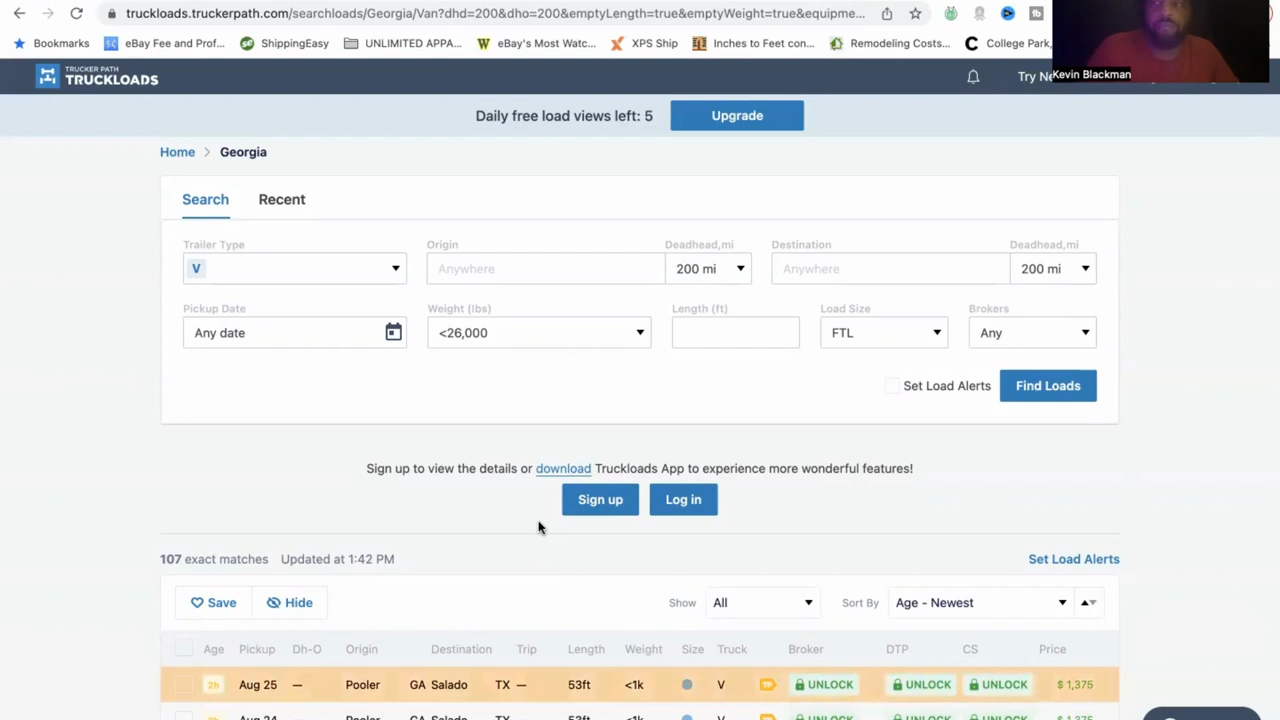 truckloads.truckerpath.com/searchloads/Georgia/Van?dhd=200&dho=200&emptyLength=true&emptyWeight=true&equipme...
Bookmarks eBay Fee and Prof... ShippingEasy UNLIMITED APPA... eBay's Most Watc... XPS Ship Inches to Feet con... Remodeling Costs... College Park,
Kevin Blackman
TRUCKER PATH
TRUCKLOADS
Try Ne
Daily free load views left: 5 Upgrade
Home > Georgia
Search Recent
Trailer Type Origin Deadhead,mi Destination Deadhead,mi
V Anywhere 200 mi Anywhere 200 mi
Pickup Date Weight (lbs) Length (ft) Load Size Brokers
Any date <26,000 FTL Any
Set Load Alerts Find Loads
Sign up to view the details or download Truckloads App to experience more wonderful features!
Sign up Log in
107 exact matches Updated at 1:42 PM Set Load Alerts
Save Hide Show All Sort By Age - Newest
Age Pickup Dh-O Origin Destination Trip Length Weight Size Truck Broker DTP CS Price
2h Aug 25 — Pooler GA Salado TX — 53ft <1k V TP UNLOCK UNLOCK UNLOCK $ 1,375